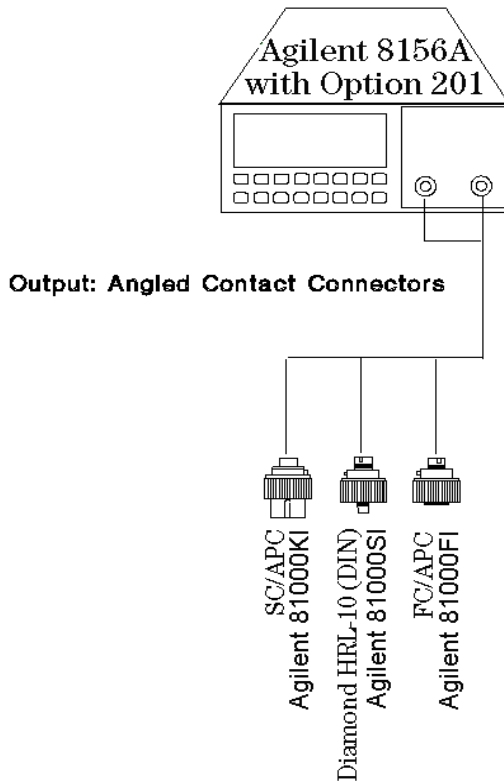 Agilent 8156A
with Option 201
Output: Angled Contact Connectors
SC/APC
Agilent 81000KI
Diamond HRL-10 (DIN)
Agilent 81000SI
FC/APC
Agilent 81000FI